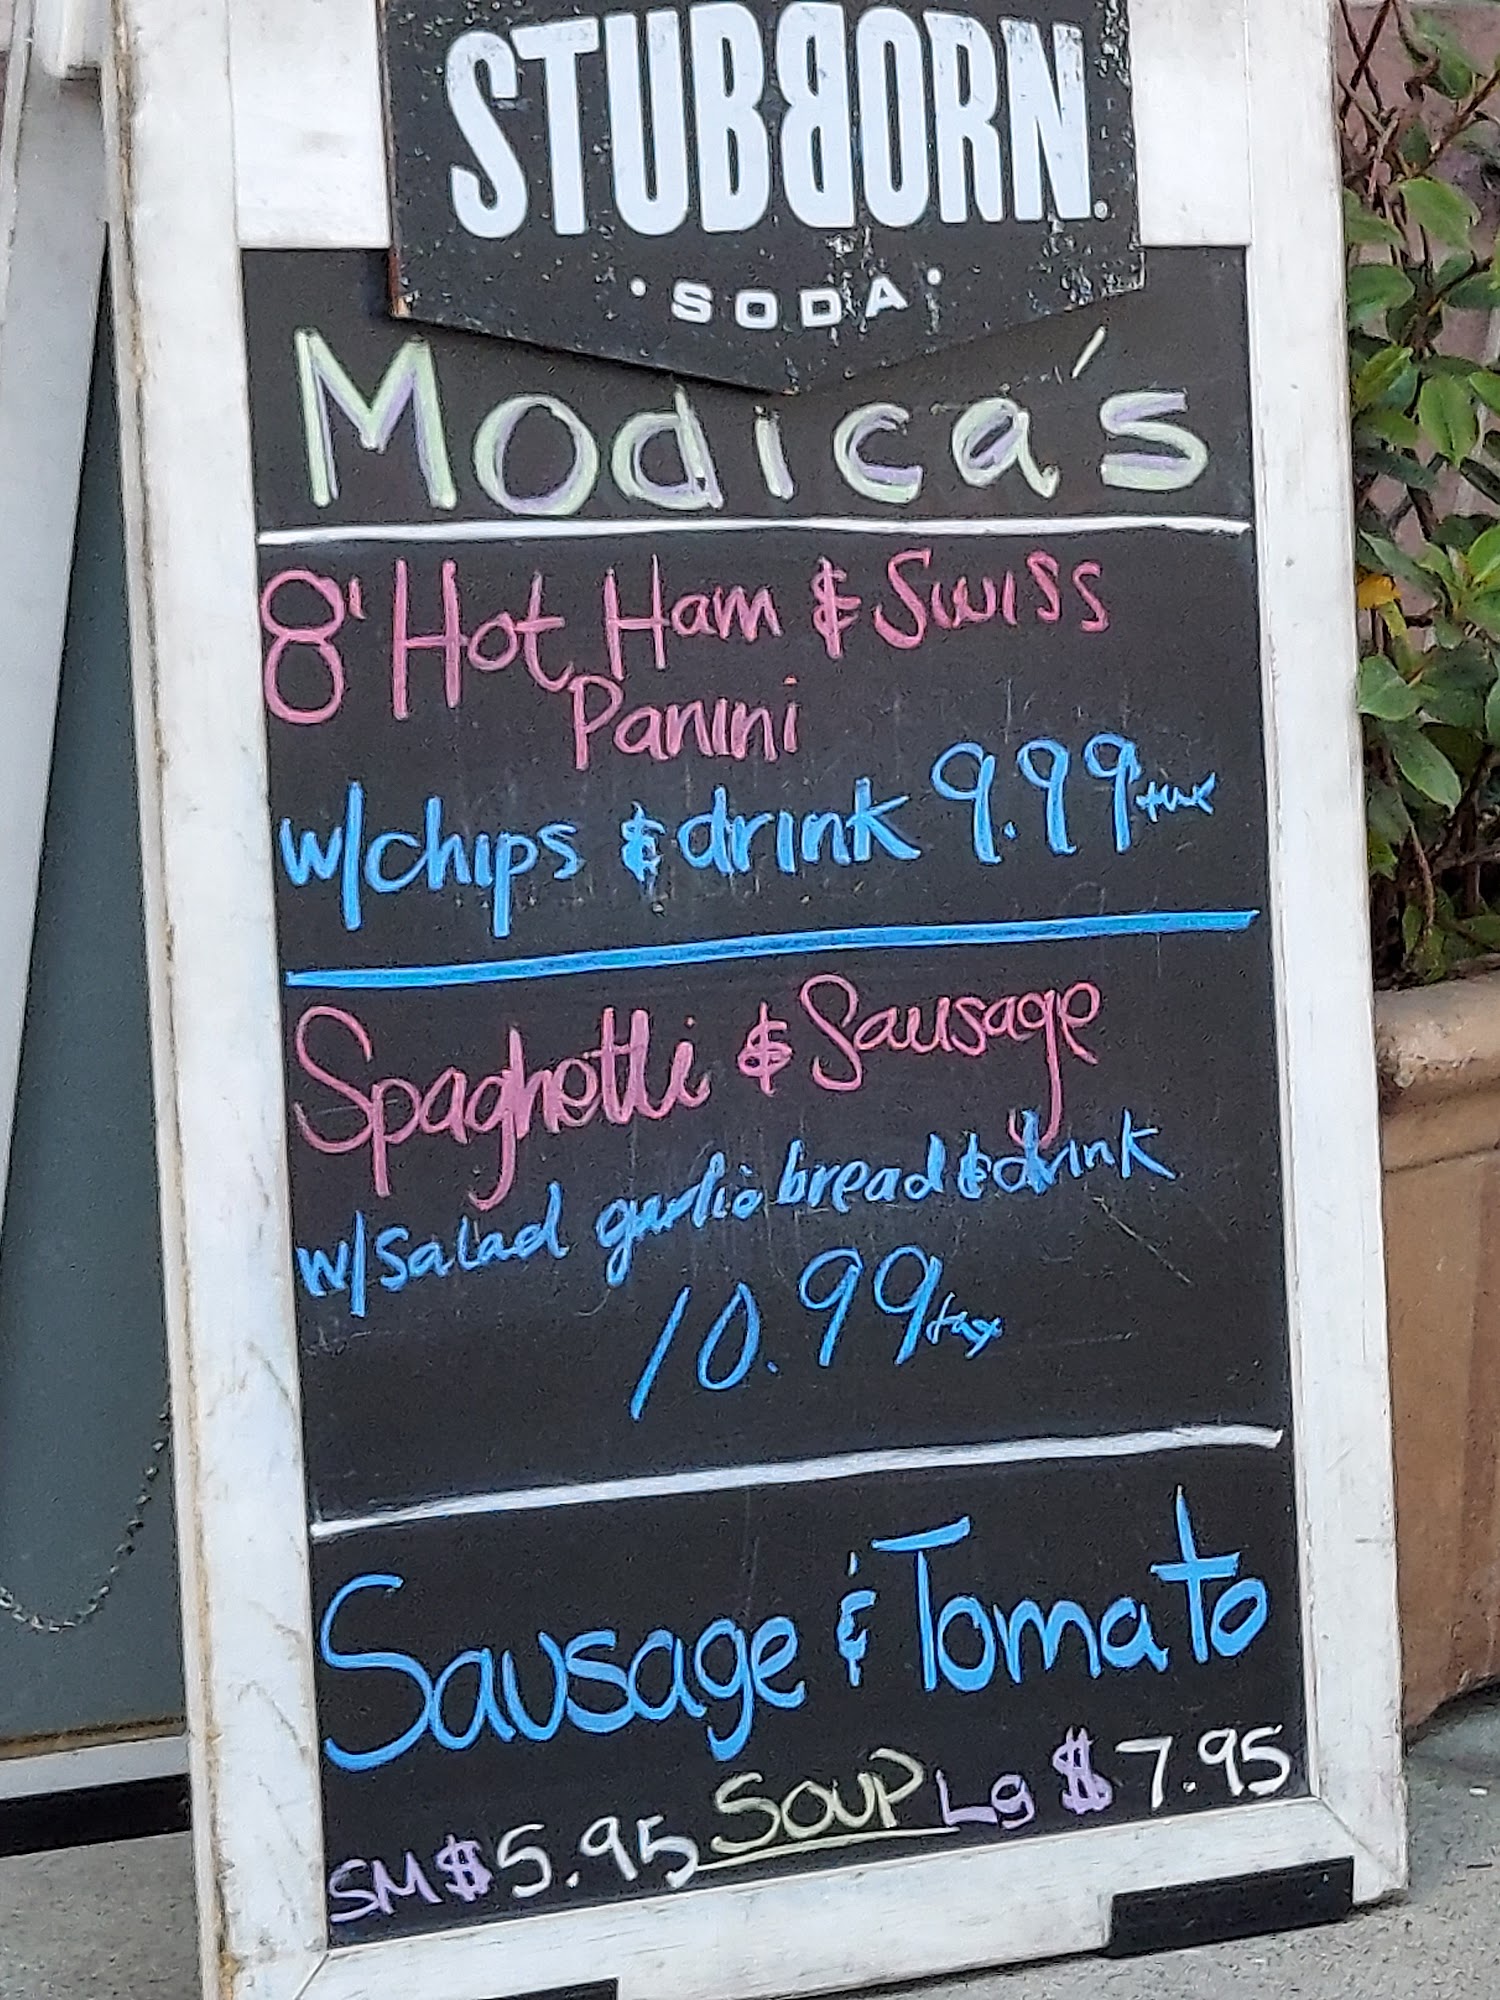 STUBBORN
• SODA •
Modica's
8" Hot Ham & Swiss
Panini
w/chips & drink 9.99 tax
Spaghetti & Sausage
w/Salad garlic bread & drink
10.99 tax
Sausage & Tomato
SM $5.95 SOUP Lg $7.95